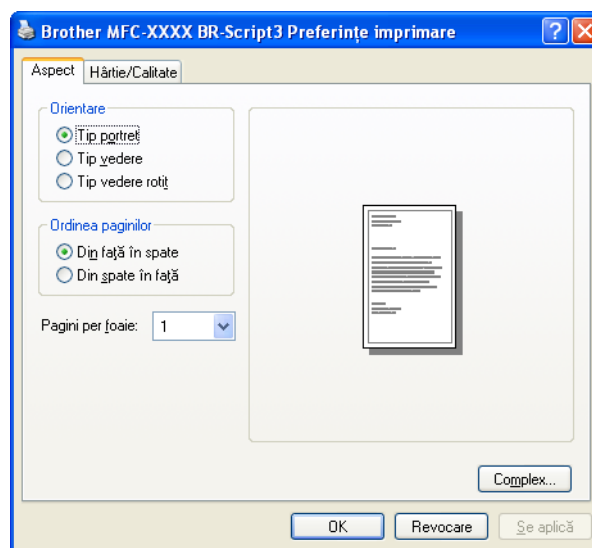 Brother MFC-XXXX BR-Script3 Preferințe imprimare
Aspect
Hârtie/Calitate
Orientare
Tip portret
Tip vedere
Tip vedere rotit
Ordinea paginilor
Din față în spate
Din spate în față
Pagini per foaie: 1
Complex...
OK
Revocare
Se aplică